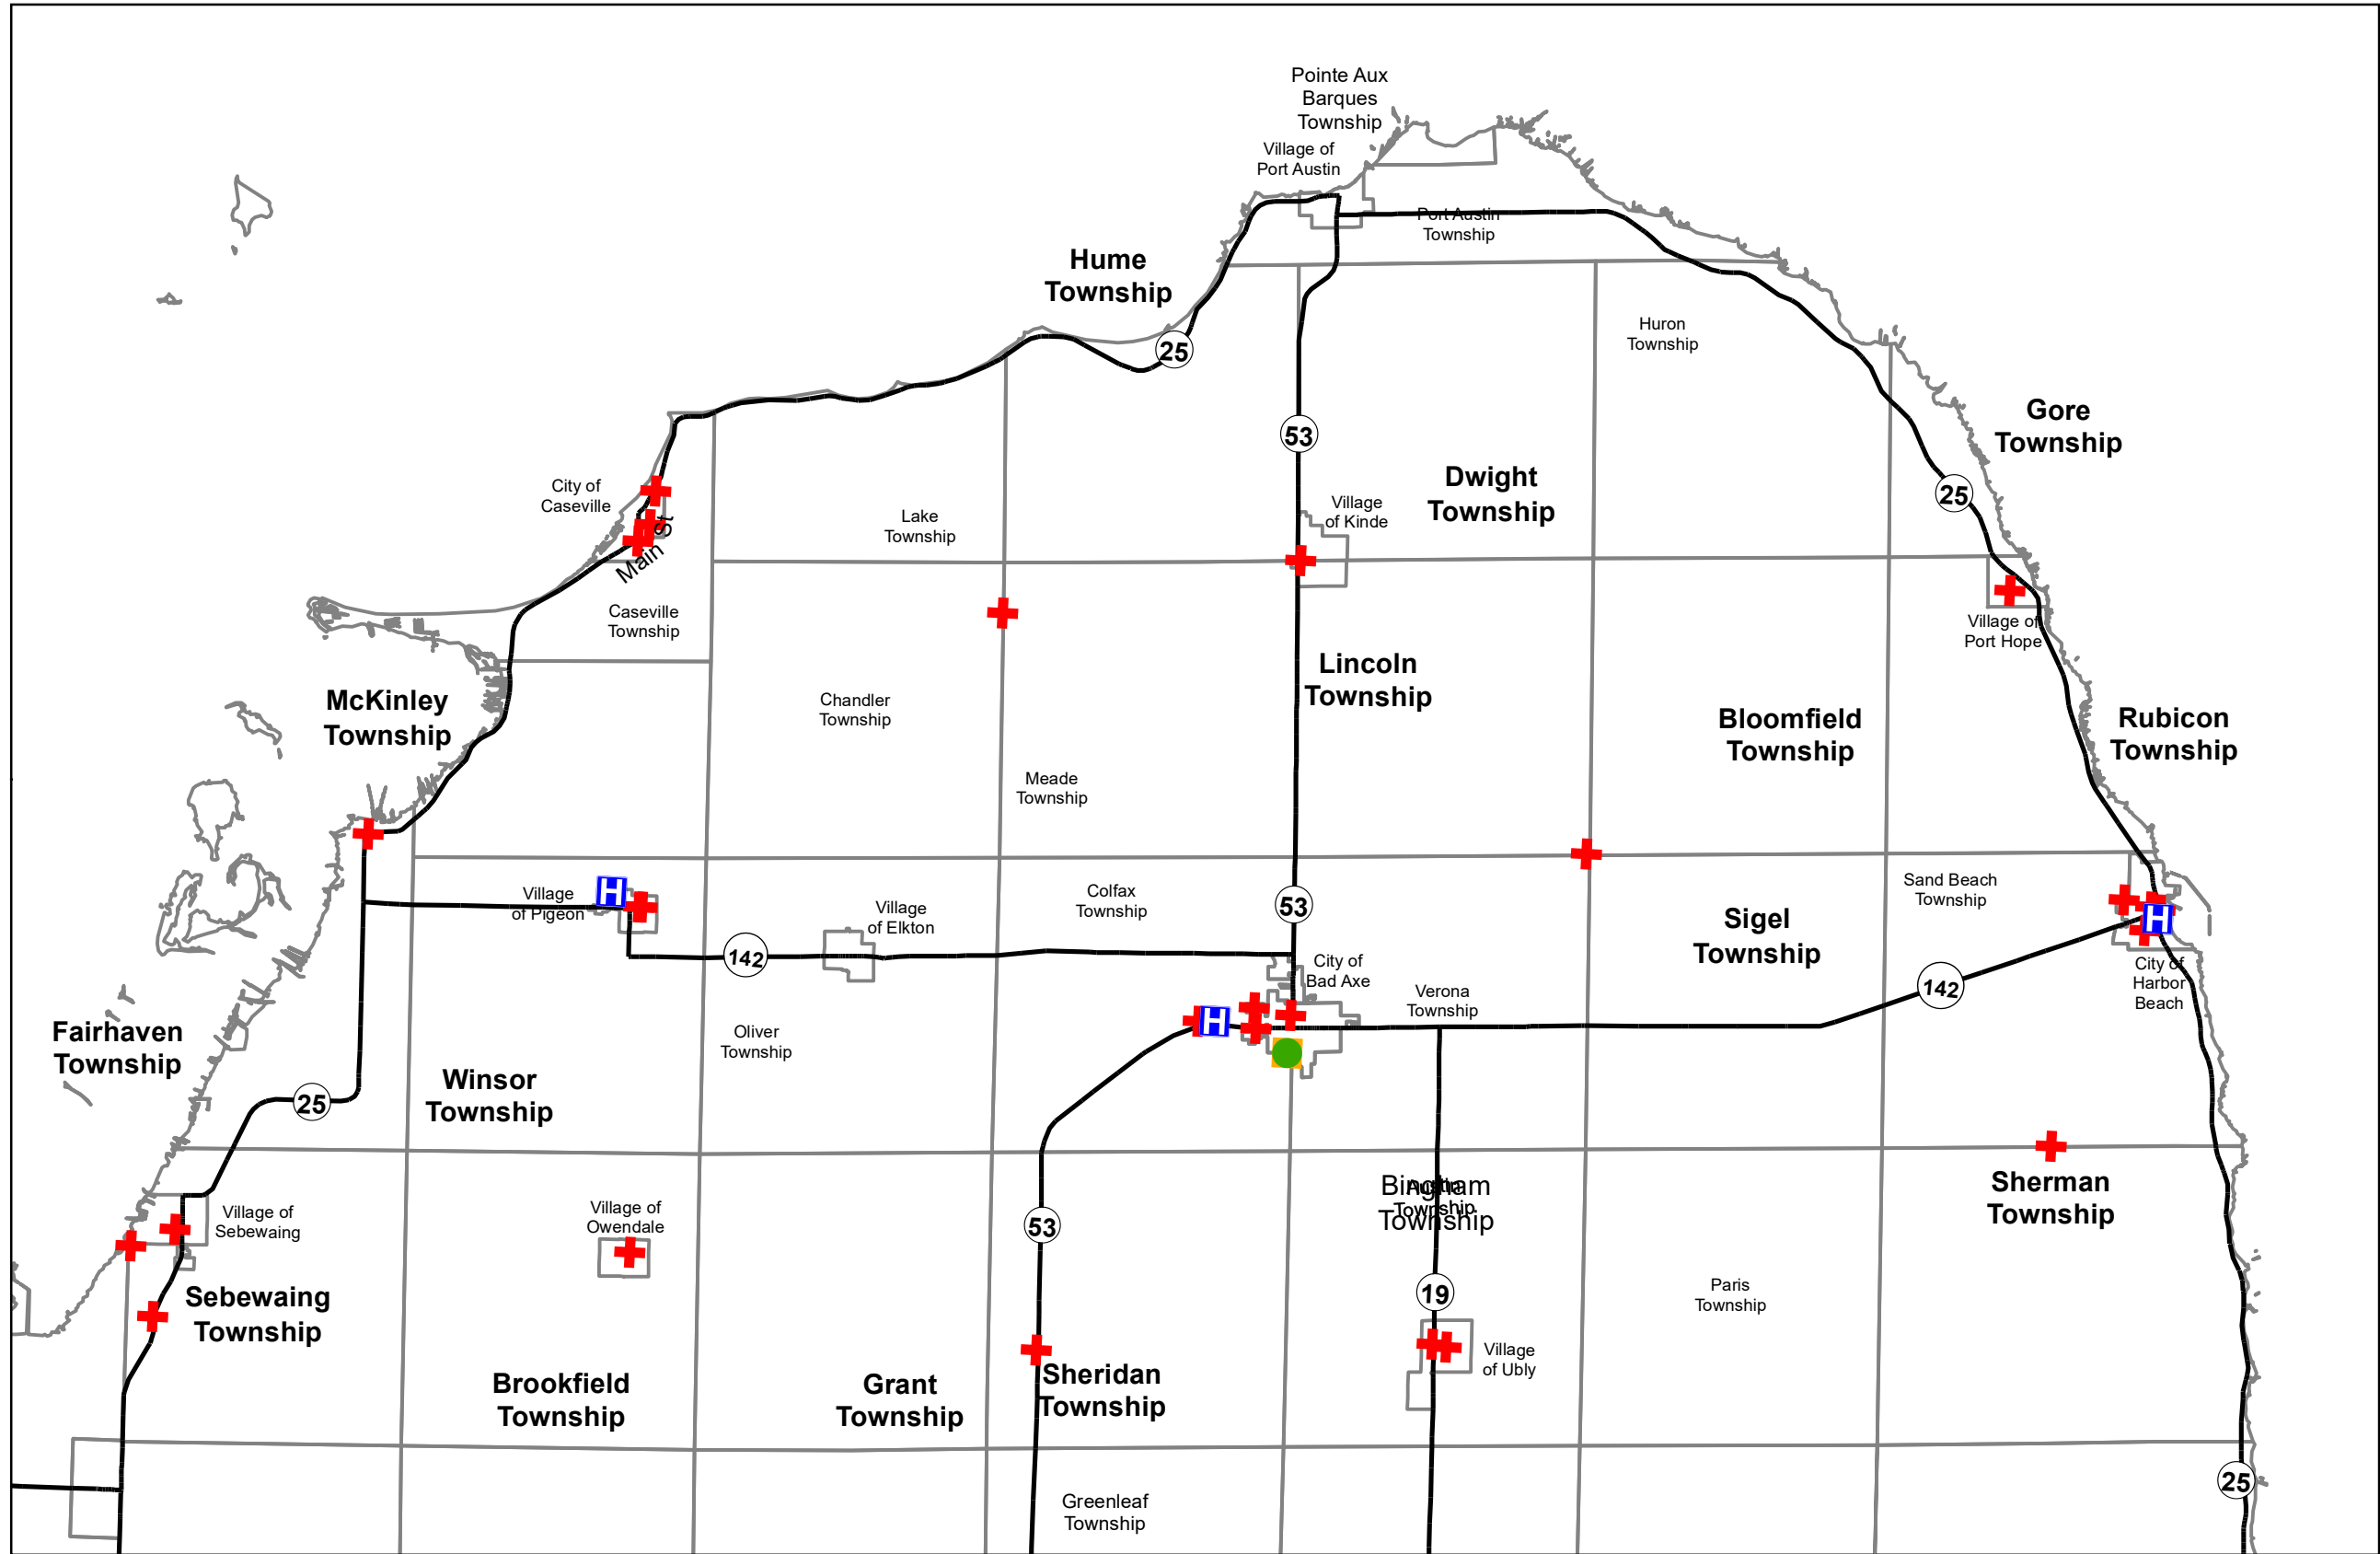 Pointe Aux
Barques
Township
Village of
Port Austin
Port Austin
Township
Hume
Township
25
Huron
Township
Gore
Township
53
City of
Caseville
Main St
Lake
Township
Village
of Kinde
Dwight
Township
25
Caseville
Township
Village of
Port Hope
McKinley
Township
Chandler
Township
Lincoln
Township
Bloomfield
Township
Rubicon
Township
Meade
Township
Village
of Pigeon
H
Village
of Elkton
Colfax
Township
53
Sand Beach
Township
Sigel
Township
H
142
City of
Bad Axe
142
City of
Harbor
Beach
Verona
Township
H
Fairhaven
Township
Oliver
Township
Winsor
Township
25
Bingham
Township
Austin
Township
Sherman
Township
Village of
Sebewaing
Village of
Owendale
53
19
Paris
Township
Sebewaing
Township
Village
of Ubly
Brookfield
Township
Grant
Township
Sheridan
Township
25
Greenleaf
Township